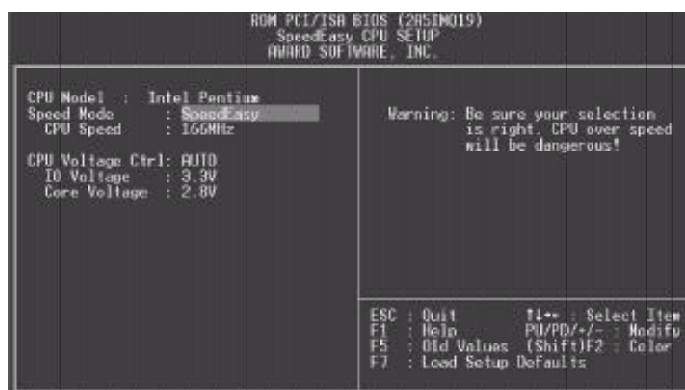 ROM PCI/ISA BIOS (2A5IMQ19)
SpeedEasy CPU SETUP
AWARD SOFTWARE, INC.
CPU Model : Intel Pentium
Speed Mode : SpeedEasy
CPU Speed : 166MHz
CPU Voltage Ctrl: AUTO
IO Voltage : 3.3V
Core Voltage : 2.8V
Warning: Be sure your selection
is right. CPU over speed
will be dangerous!
ESC : Quit ↑↓→← : Select Item
F1 : Help PU/PD/+/- : Modify
F5 : Old Values (Shift)F2 : Color
F7 : Load Setup Defaults